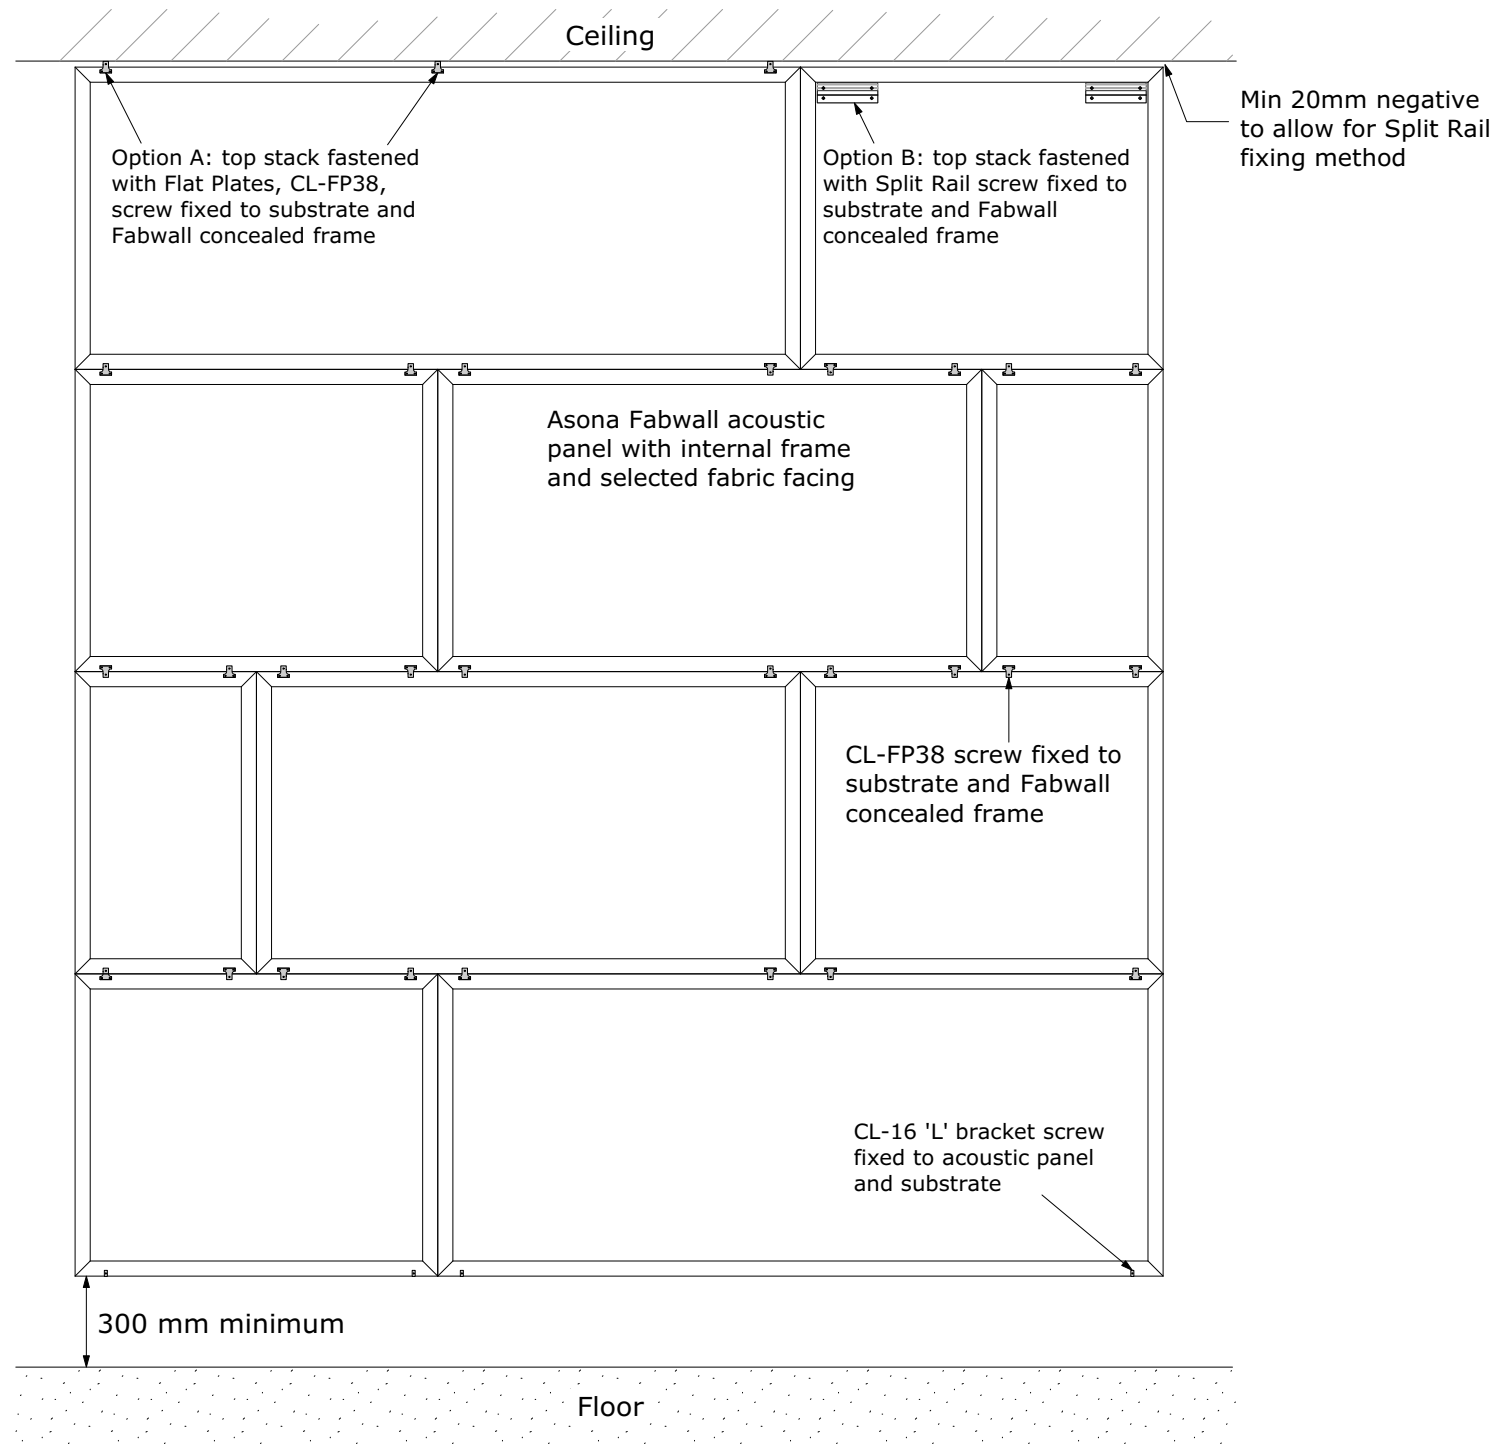 Ceiling
Min 20mm negative
to allow for Split Rail
fixing method
Option A: top stack fastened
with Flat Plates, CL-FP38,
screw fixed to substrate and
Fabwall concealed frame
Option B: top stack fastened
with Split Rail screw fixed to
substrate and Fabwall
concealed frame
Asona Fabwall acoustic
panel with internal frame
and selected fabric facing
CL-FP38 screw fixed to
substrate and Fabwall
concealed frame
CL-16 'L' bracket screw
fixed to acoustic panel
and substrate
300 mm minimum
Floor